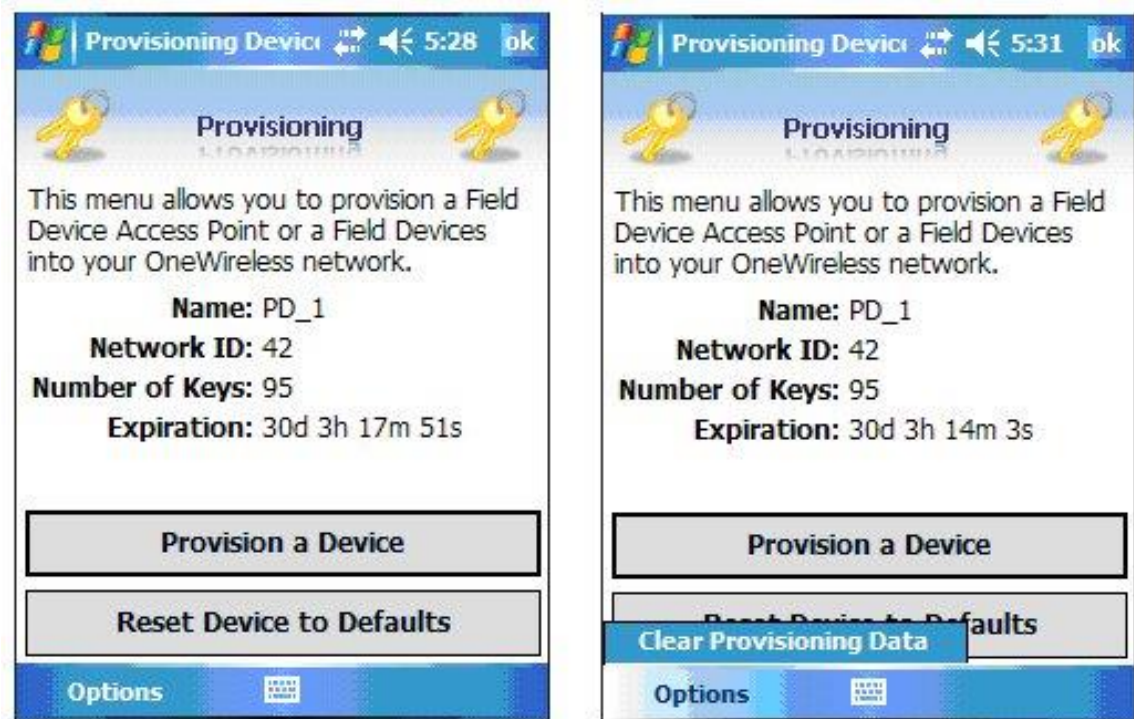 Provisioning Devic 5:28 ok
Provisioning
This menu allows you to provision a Field
Device Access Point or a Field Devices
into your OneWireless network.
Name: PD_1
Network ID: 42
Number of Keys: 95
Expiration: 30d 3h 17m 51s
Provision a Device
Reset Device to Defaults
Options
Provisioning Devic 5:31 ok
Provisioning
This menu allows you to provision a Field
Device Access Point or a Field Devices
into your OneWireless network.
Name: PD_1
Network ID: 42
Number of Keys: 95
Expiration: 30d 3h 14m 3s
Provision a Device
Reset Device to Defaults
Clear Provisioning Data
Options